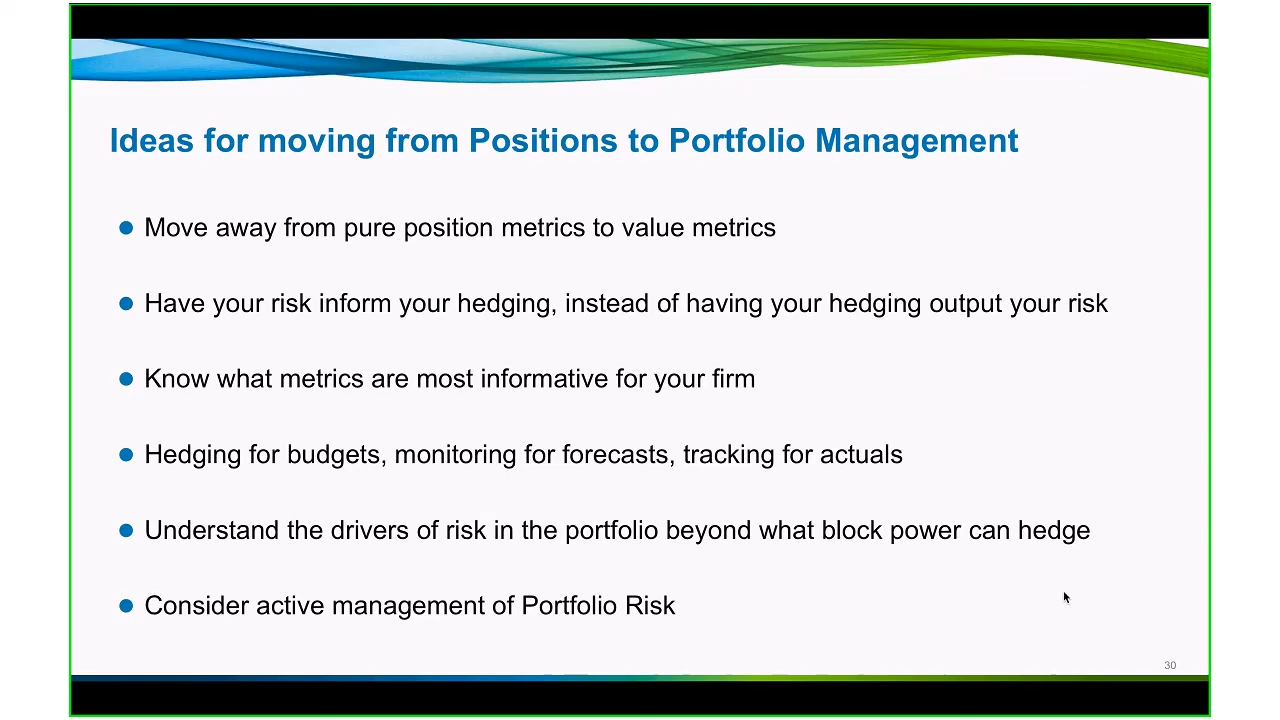 Ideas for moving from Positions to Portfolio Management
Move away from pure position metrics to value metrics
Have your risk inform your hedging, instead of having your hedging output your risk
Know what metrics are most informative for your firm
Hedging for budgets, monitoring for forecasts, tracking for actuals
Understand the drivers of risk in the portfolio beyond what block power can hedge
Consider active management of Portfolio Risk
30